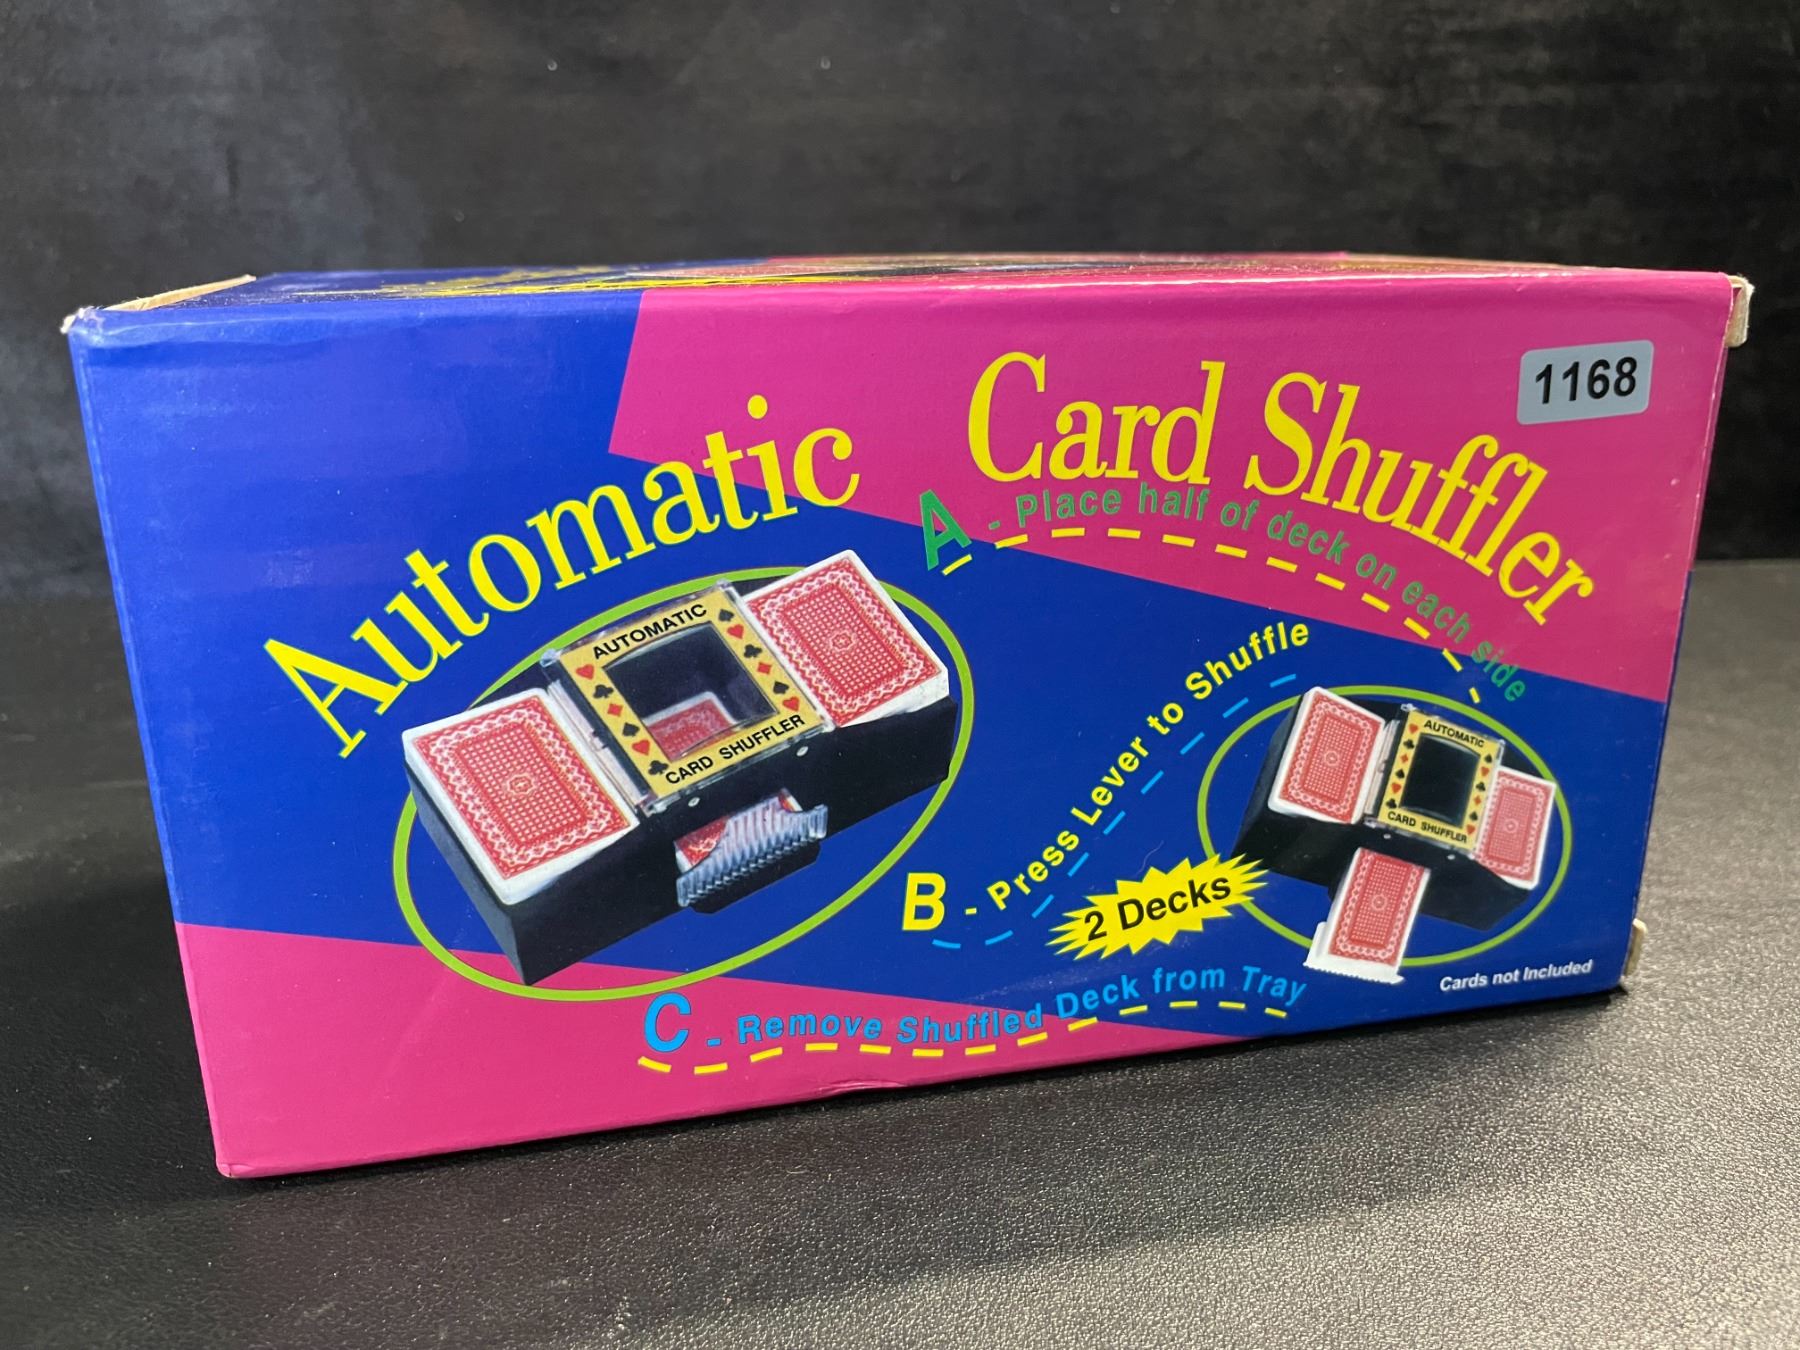 Automatic
Card Shuffler
1168
A - Place half of deck on each side
AUTOMATIC
CARD SHUFFLER
B - Press Lever to Shuffle
2 Decks
AUTOMATIC
CARD SHUFFLER
C - Remove Shuffled Deck from Tray
Cards not Included